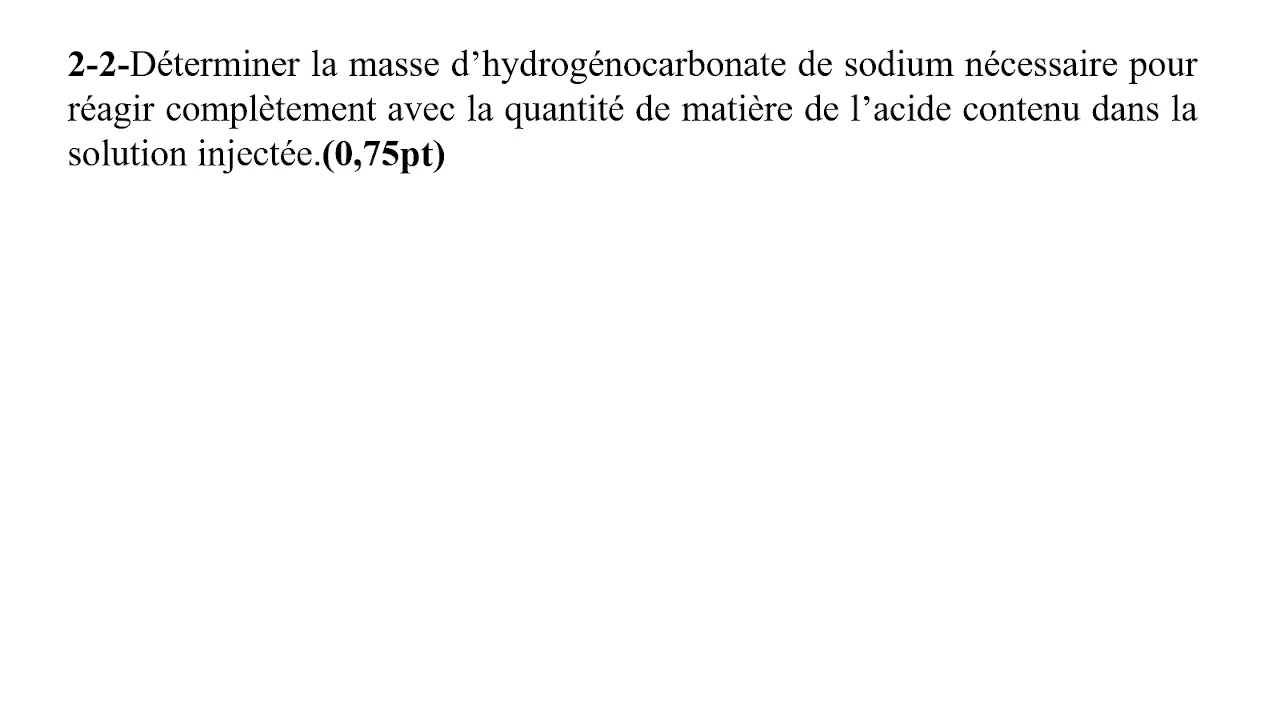 2-2-Déterminer la masse d’hydrogénocarbonate de sodium nécessaire pour
réagir complètement avec la quantité de matière de l’acide contenu dans la
solution injectée.(0,75pt)